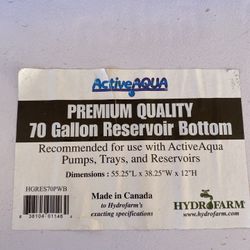 ActiveAQUA
PREMIUM QUALITY
70 Gallon Reservoir Bottom
Recommended for use with ActiveAqua
Pumps, Trays, and Reservoirs
Dimensions : 55.25"L x 38.25"W x 12"H
HGRES70PWB
Made in Canada
to Hydrofarm's
exacting specifications
HYDROFARM
www.hydrofarm.com